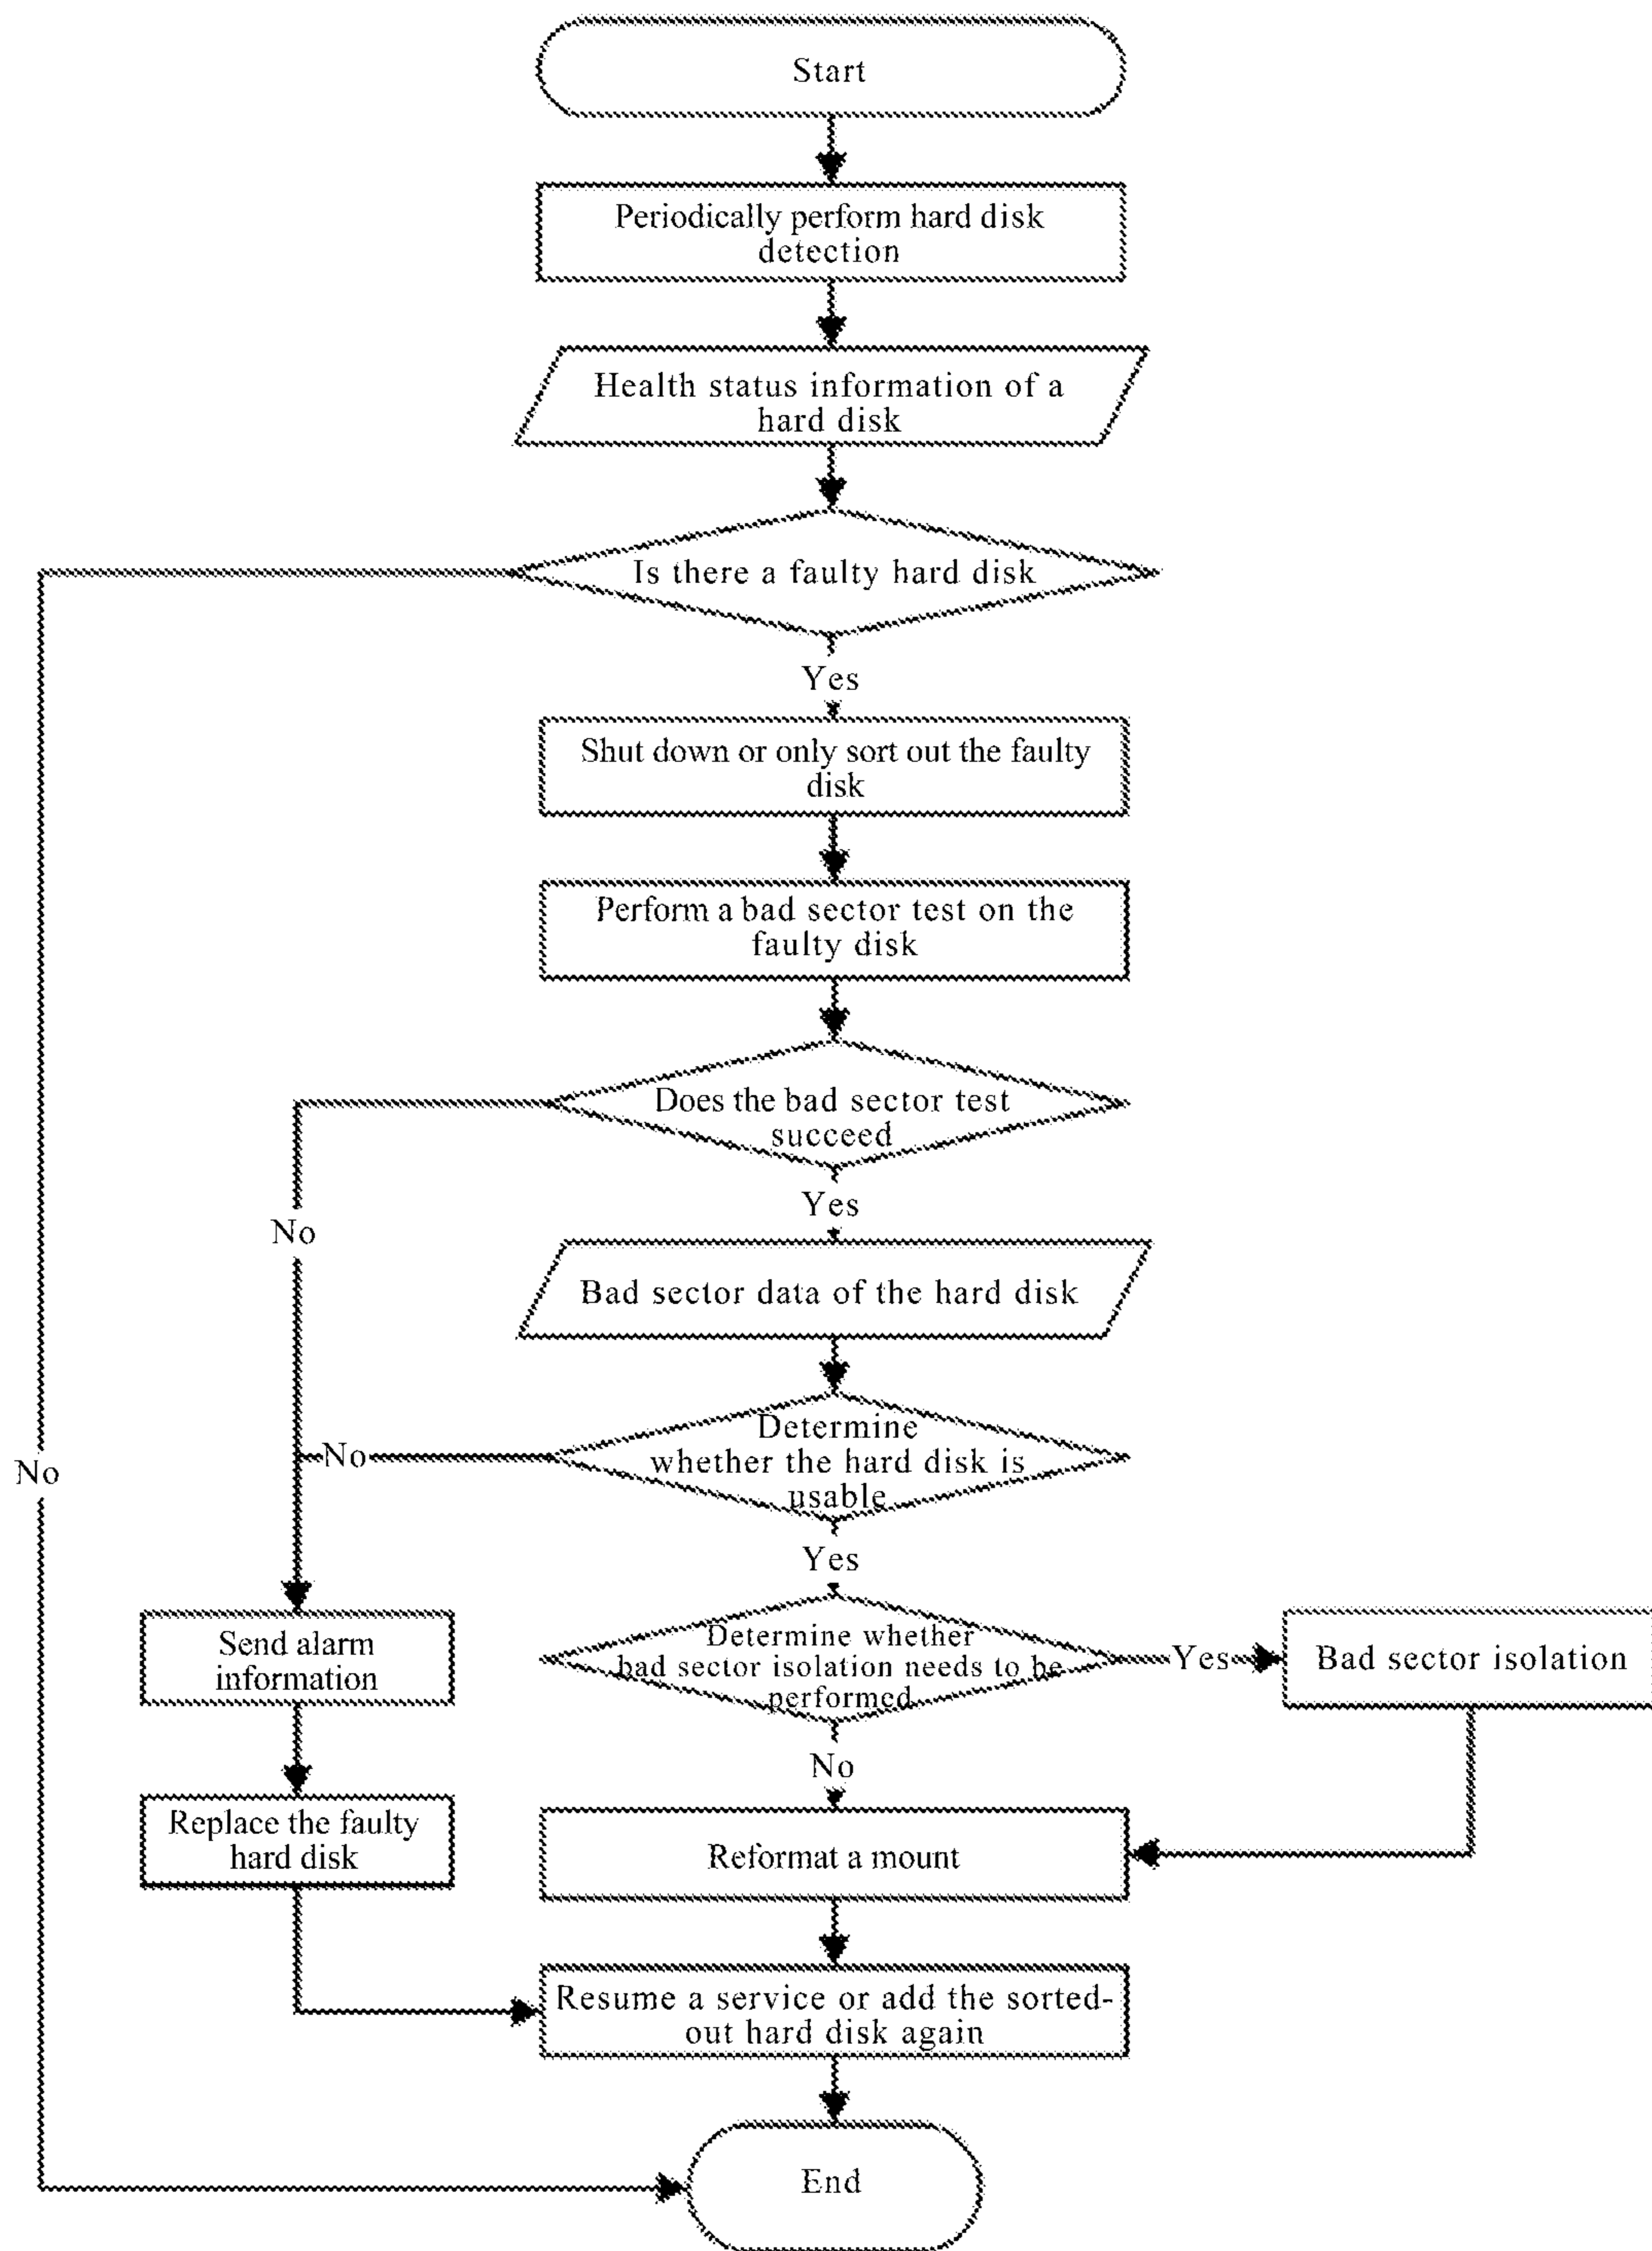 Start
Periodically perform hard disk
detection
Health status information of a
hard disk
Is there a faulty hard disk
Yes
Shut down or only sort out the faulty
disk
Perform a bad sector test on the
faulty disk
Does the bad sector test
succeed
Yes
No
Bad sector data of the hard disk
Determine
whether the hard disk is
usable
No
No
Yes
Determine whether
bad sector isolation needs to be
performed
Yes
Bad sector isolation
Send alarm
information
No
Replace the faulty
hard disk
Reformat a mount
Resume a service or add the sorted-
out hard disk again
End